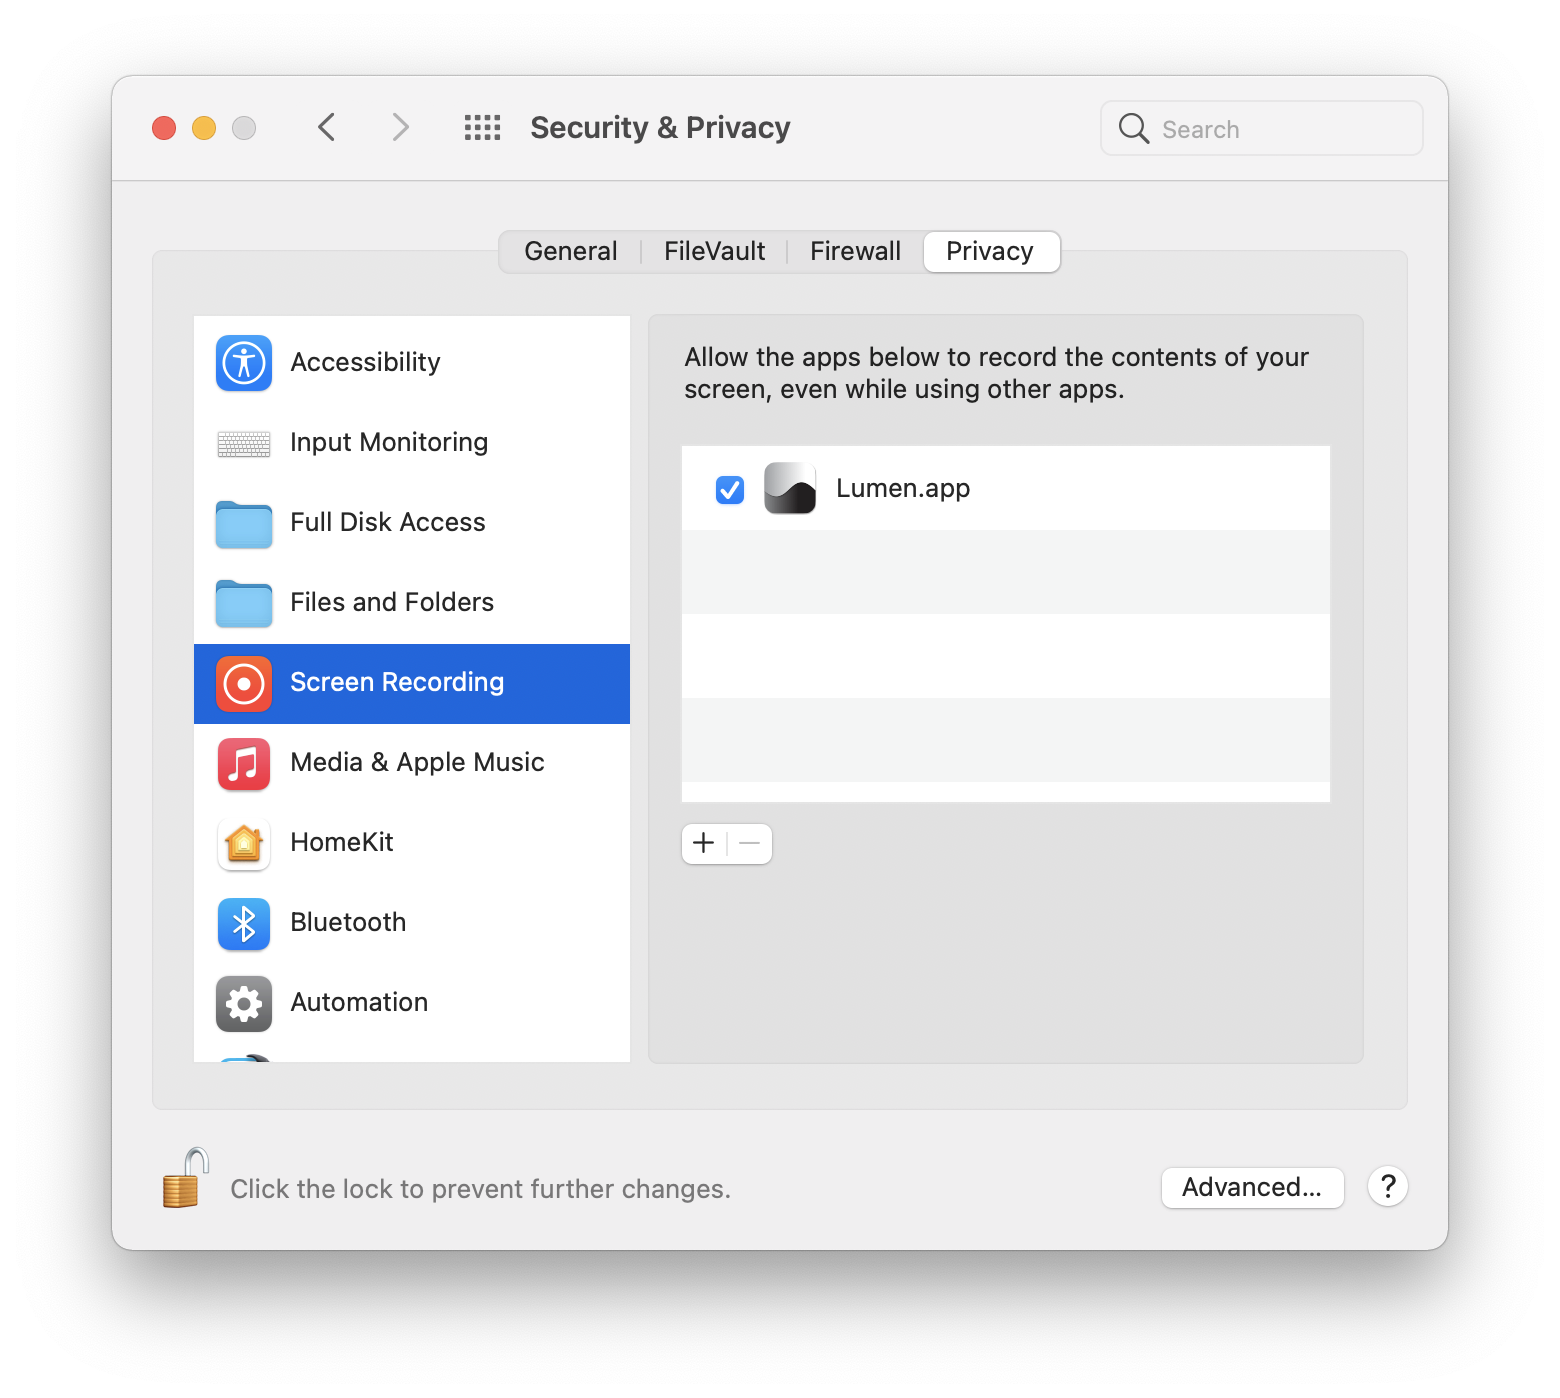 Security & Privacy
Search
General
FileVault
Firewall
Privacy
Accessibility
Input Monitoring
Full Disk Access
Files and Folders
Screen Recording
Media & Apple Music
HomeKit
Bluetooth
Automation
Allow the apps below to record the contents of your
screen, even while using other apps.
Lumen.app
Click the lock to prevent further changes.
Advanced...
?